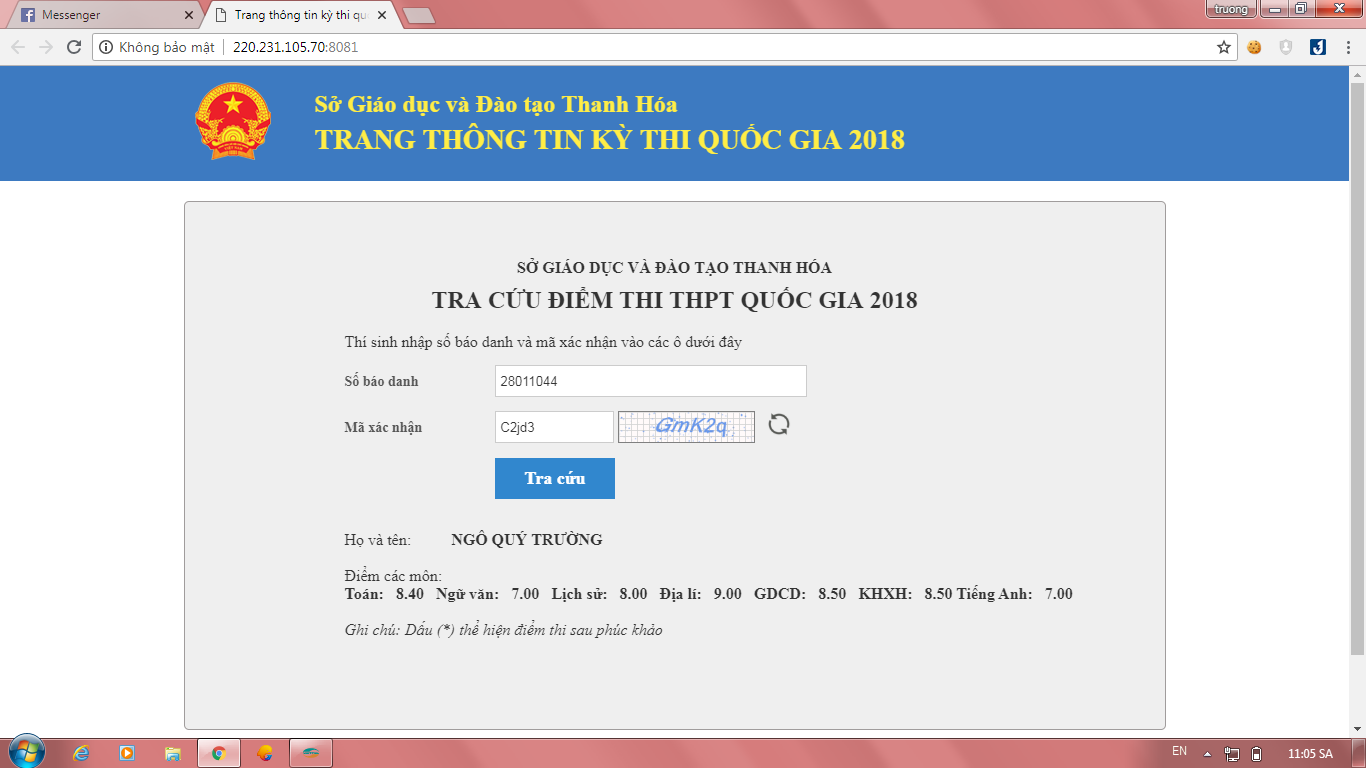 Messenger
Trang thông tin kỳ thi qu
truong
Không bảo mật
220.231.105.70:8081
Sở Giáo dục và Đào tạo Thanh Hóa
TRANG THÔNG TIN KỲ THI QUỐC GIA 2018
SỞ GIÁO DỤC VÀ ĐÀO TẠO THANH HÓA
TRA CỨU ĐIỂM THI THPT QUỐC GIA 2018
Thí sinh nhập số báo danh và mã xác nhận vào các ô dưới đây
Số báo danh 28011044
Mã xác nhận C2jd3 GmK2q
Tra cứu
Họ và tên: NGÔ QUÝ TRƯỜNG
Điểm các môn:
Toán: 8.40 Ngữ văn: 7.00 Lịch sử: 8.00 Địa lí: 9.00 GDCD: 8.50 KHXH: 8.50 Tiếng Anh: 7.00
Ghi chú: Dấu (*) thể hiện điểm thi sau phúc khảo
EN 11:05 SA